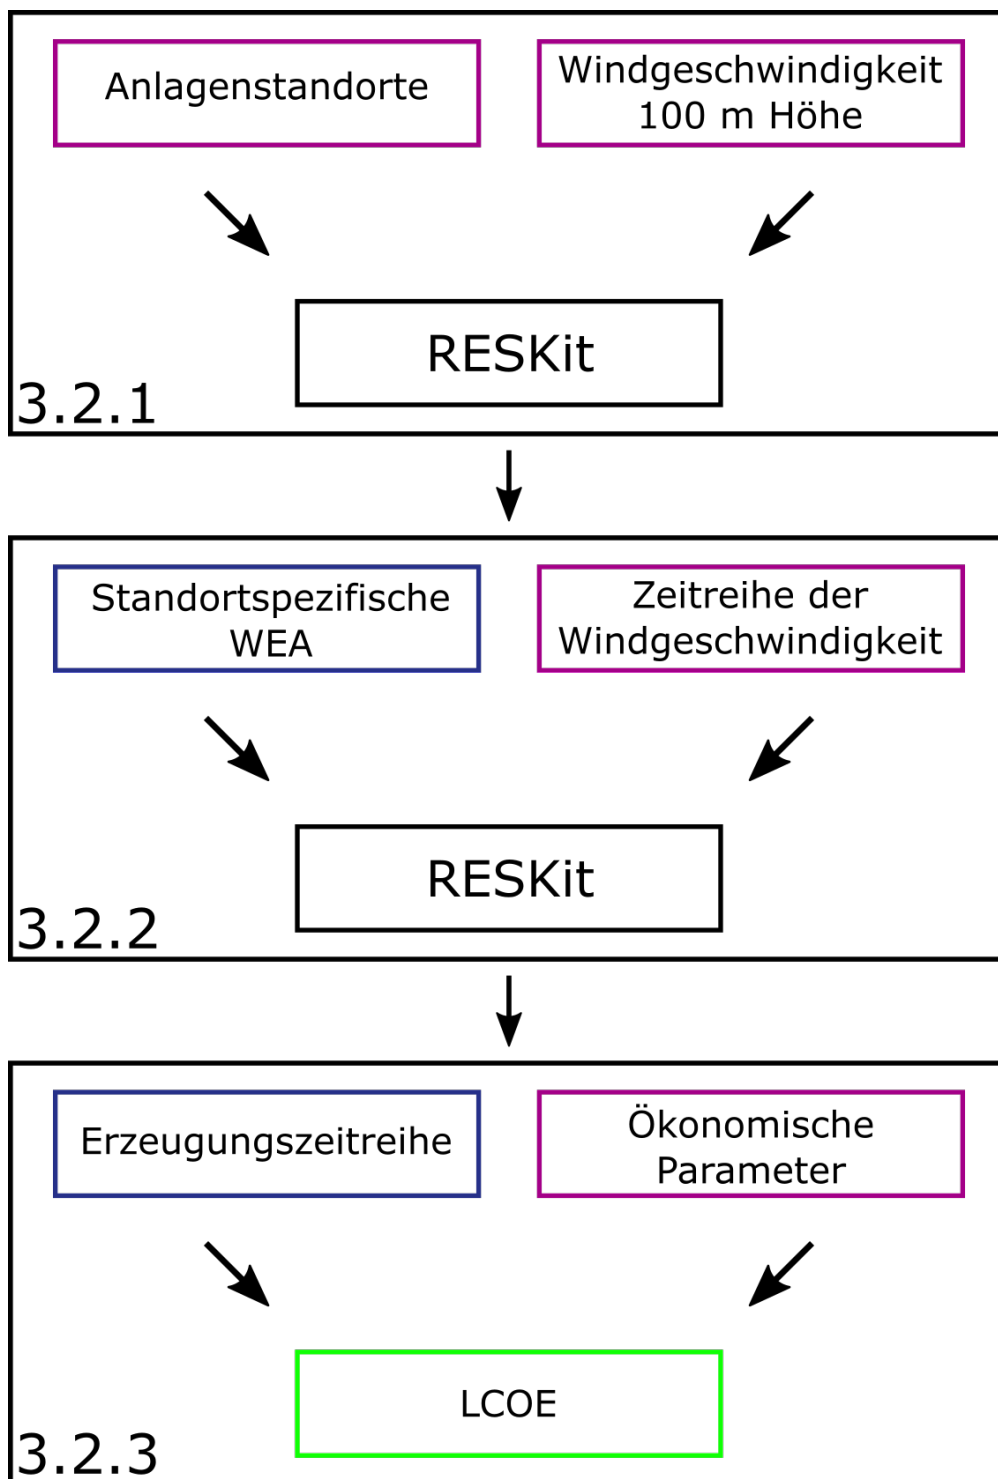 Anlagenstandorte
Windgeschwindigkeit
100 m Höhe
RESKit
3.2.1
Standortspezifische
WEA
Zeitreihe der
Windgeschwindigkeit
RESKit
3.2.2
Erzeugungszeitreihe
Ökonomische
Parameter
LCOE
3.2.3